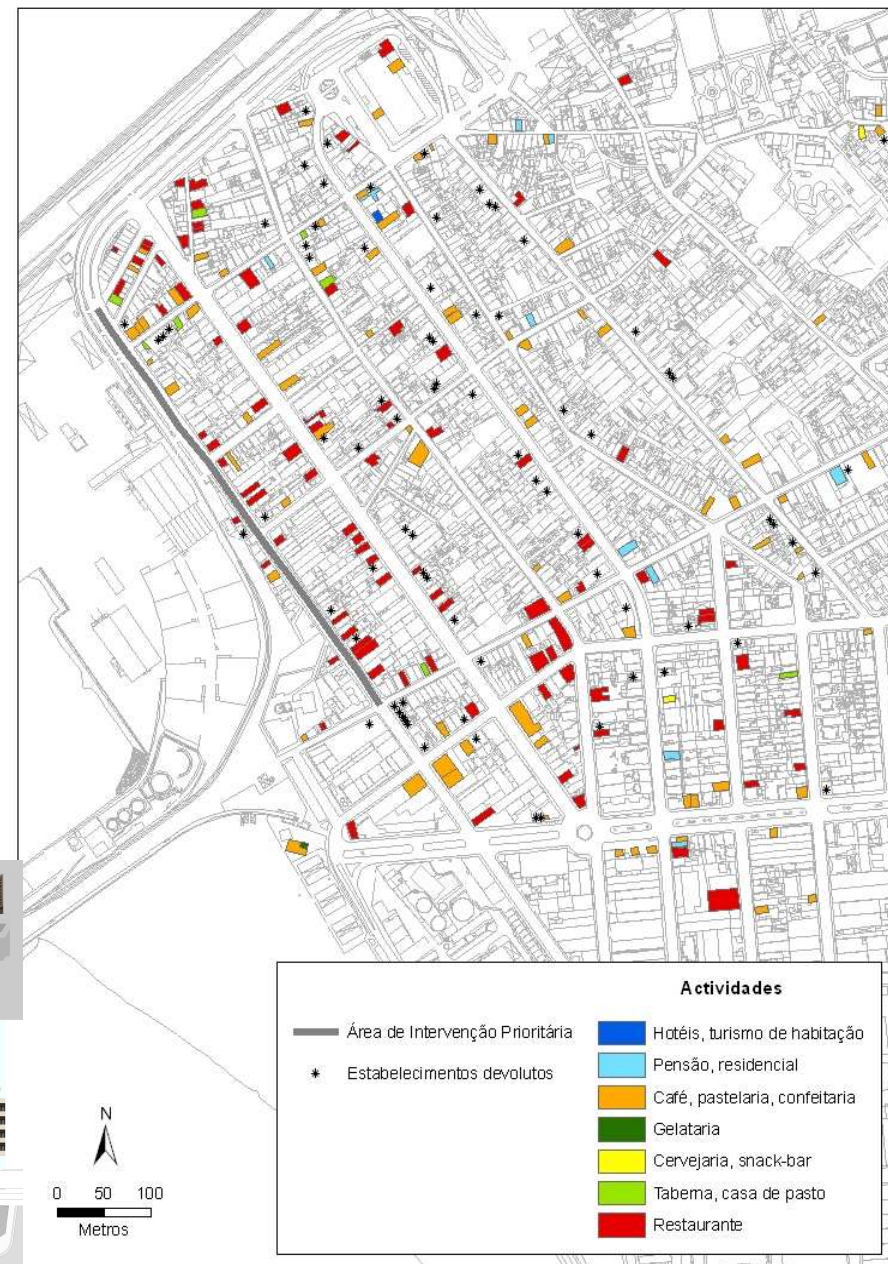 Actividades
Área de Intervenção Prioritária
Estabelecimentos devolutos
Hotéis, turismo de habitação
Pensão, residencial
Café, pastelaria, confeitaria
Gelataria
Cervejaria, snack-bar
Taberna, casa de pasto
Restaurante
N
0 50 100
Metros